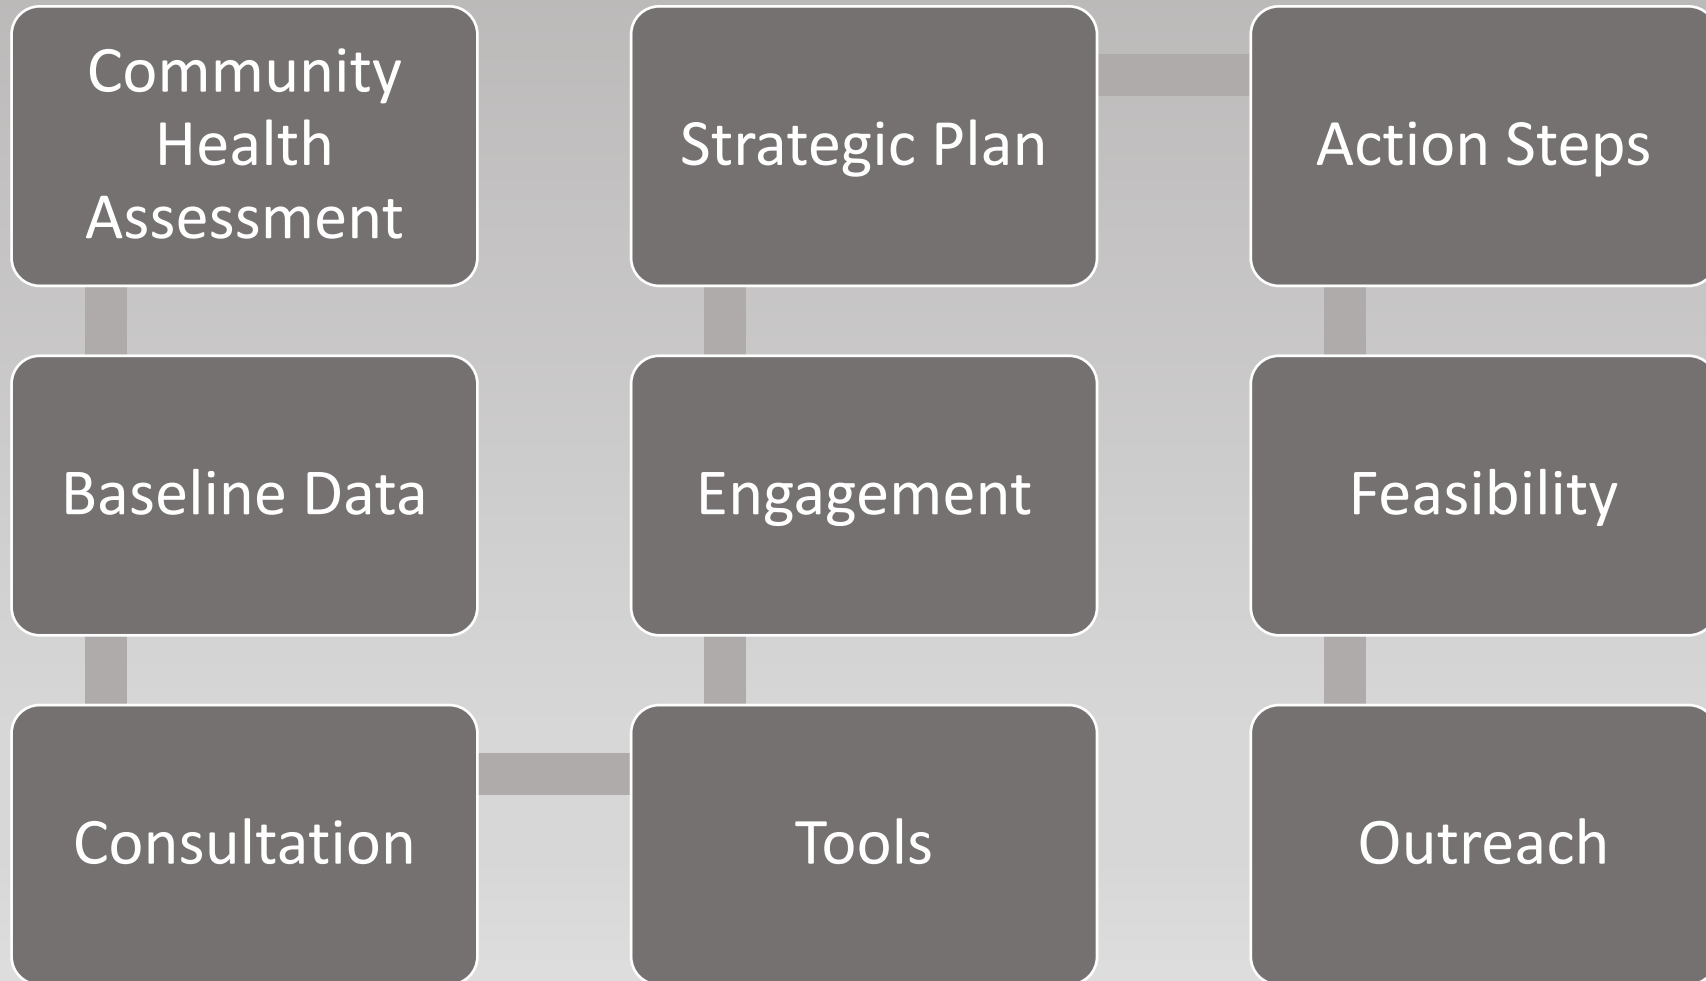 Community
Health
Assessment
Baseline Data
Consultation
Tools
Engagement
Strategic Plan
Action Steps
Feasibility
Outreach